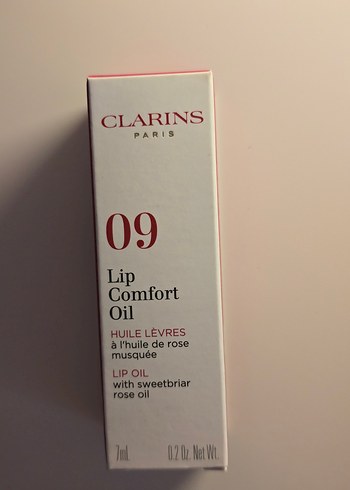 CLARINS
PARIS
09
Lip
Comfort
Oil
HUILE LÈVRES
à l'huile de rose
musquée
LIP OIL
with sweetbriar
rose oil
7mL 0.2 Oz. Net Wt.